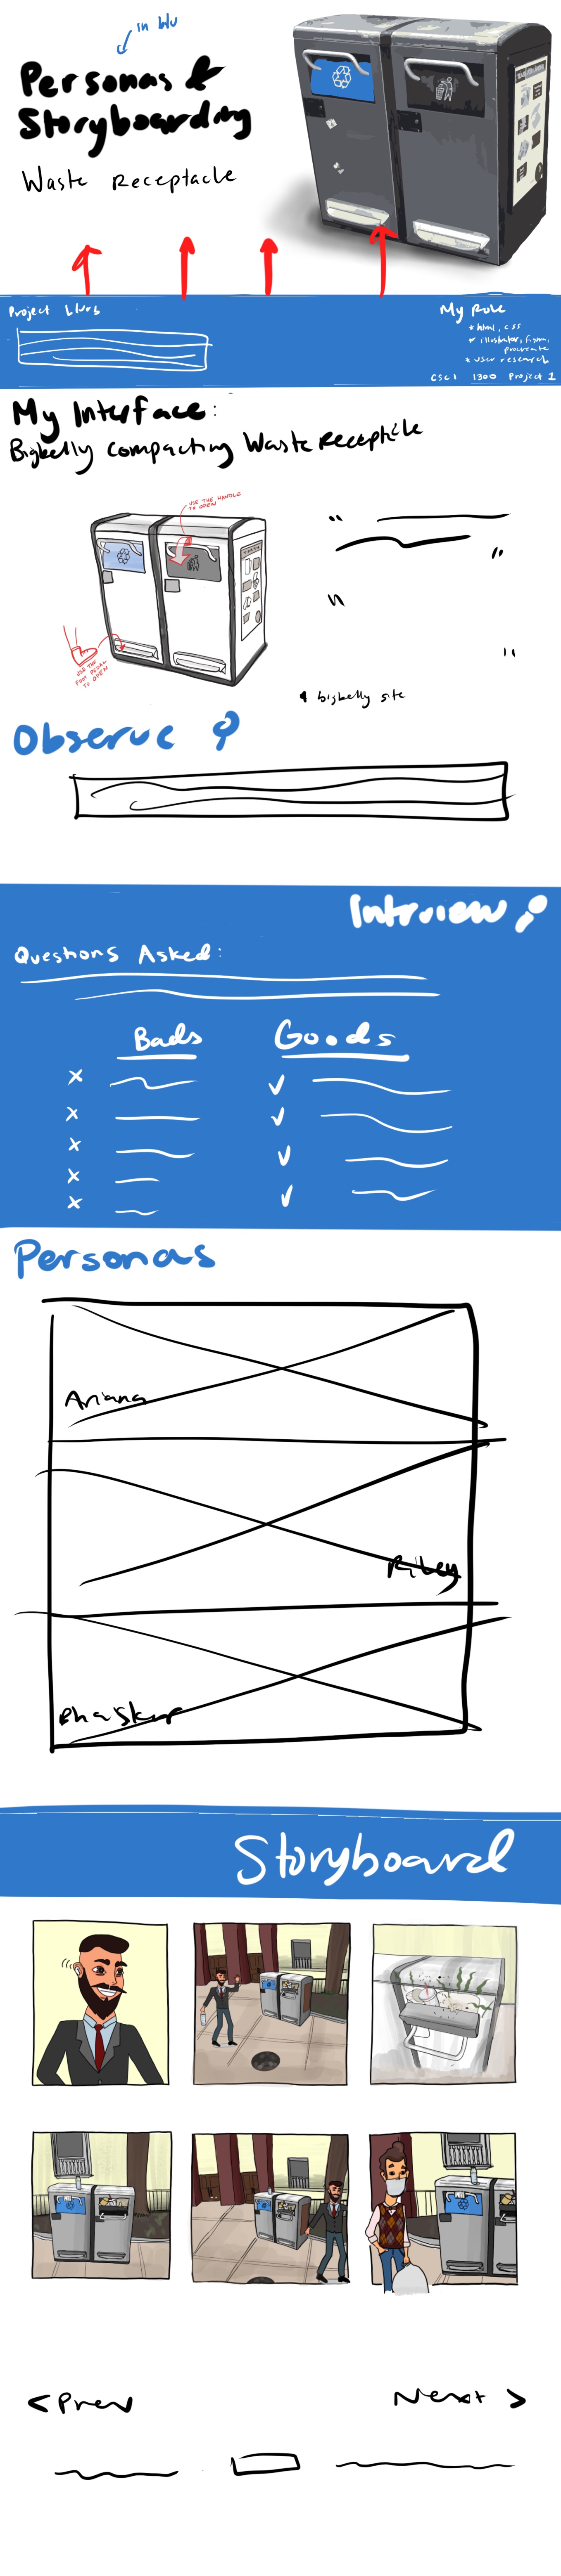 in blu
Personas &
Storyboarding
Waste Receptacle
Project blurb
My Role
* html, css
* illustrator, figma,
procreate
* user research
CSCI 1300 Project 1
My Interface:
Bigbelly Compacting Waste Receptacle
USE THE HANDLE
TO OPEN
USE THE
FOOT PEDAL
TO OPEN
bigbelly site
Observe
Interview
Questions Asked:
Bads
Goods
Personas
Ariana
Riley
Bhaskar
Storyboard
< Prev
Next >